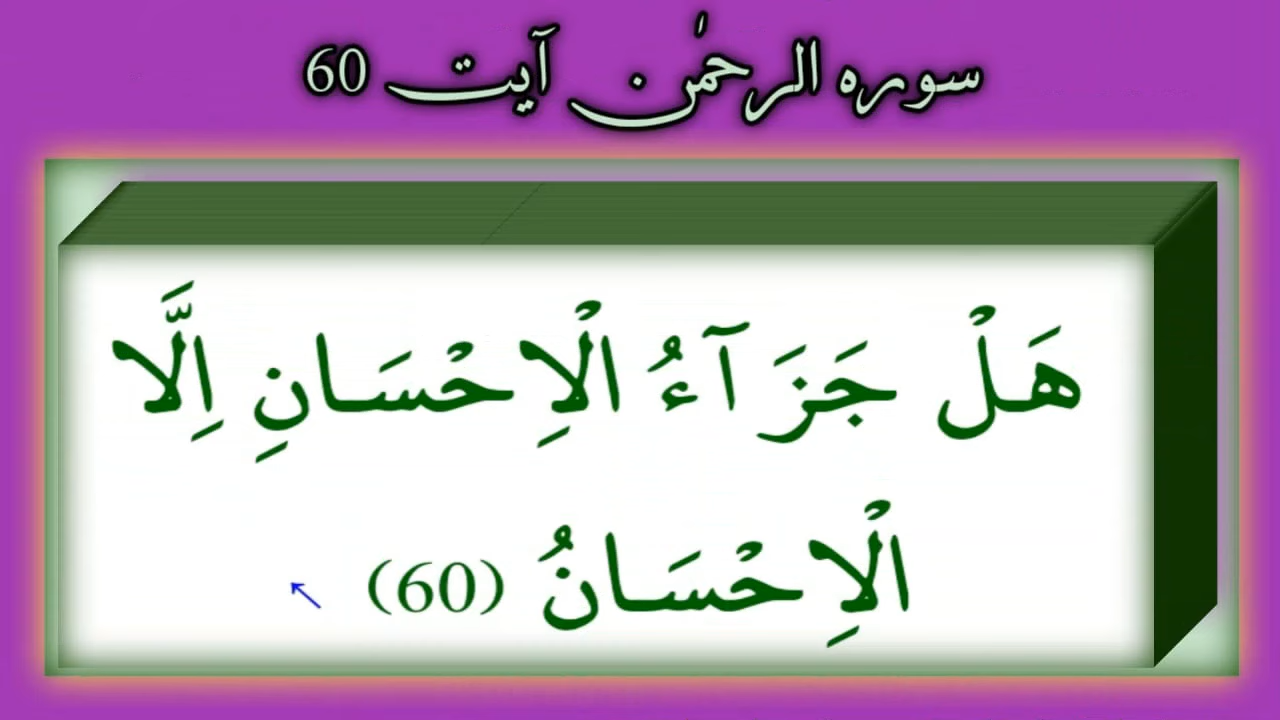 سورہ الرحمٰن آیت 60
هَلْ جَزَآءُ الْاِحْسَانِ اِلَّا
الْاِحْسَانُ (60)